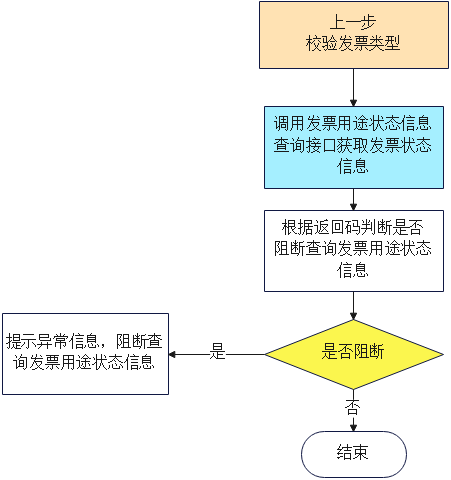 上一步
校验发票类型
调用发票用途状态信息
查询接口获取发票状态
信息
根据返回码判断是否
阻断查询发票用途状态
信息
是否阻断
是
提示异常信息，阻断查
询发票用途状态信息
否
结束